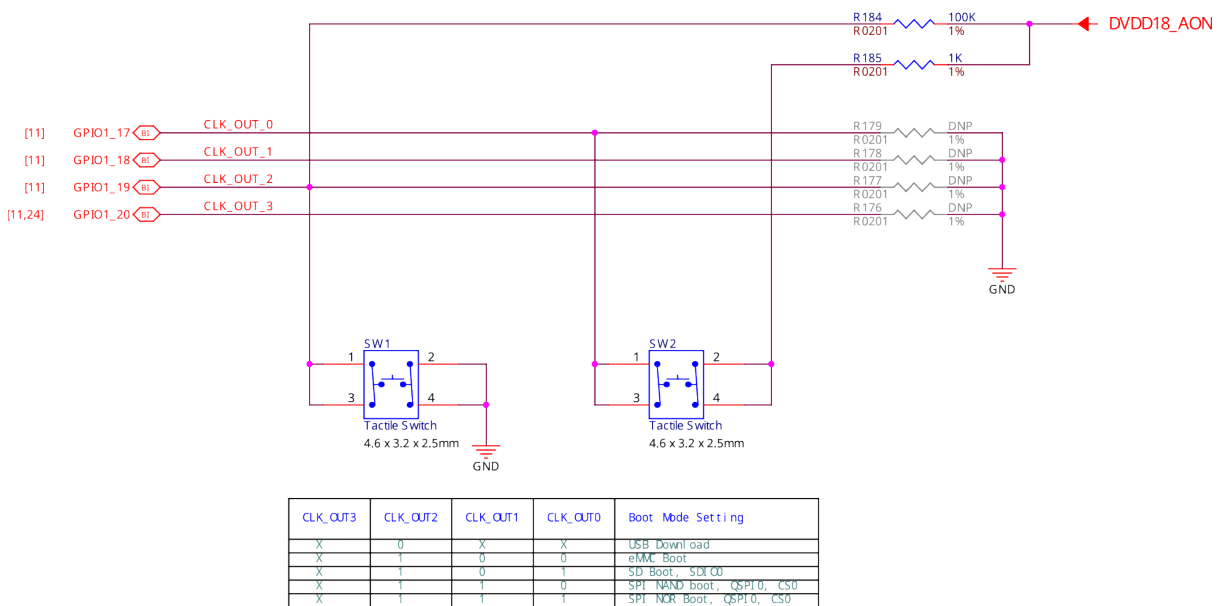 R184 100K
R0201 1%
DVDD18_AON
R185 1K
R0201 1%
[11] GPIO1_17 BI CLK_OUT_0 R179 DNP
R0201 1%
[11] GPIO1_18 BI CLK_OUT_1 R178 DNP
R0201 1%
[11] GPIO1_19 BI CLK_OUT_2 R177 DNP
R0201 1%
[11,24] GPIO1_20 BI CLK_OUT_3 R176 DNP
R0201 1%
GND
SW1
1 2
3 4
Tactile Switch
4.6 x 3.2 x 2.5mm
GND
SW2
1 2
3 4
Tactile Switch
4.6 x 3.2 x 2.5mm
CLK_OUT3 CLK_OUT2 CLK_OUT1 CLK_OUT0 Boot Mode Setting
X 0 X X USB Download
X 1 0 0 eMMC Boot
X 1 0 1 SD Boot, SDIO0
X 1 1 0 SPI NAND boot, QSPI0, CS0
X 1 1 1 SPI NOR Boot, QSPI0, CS0